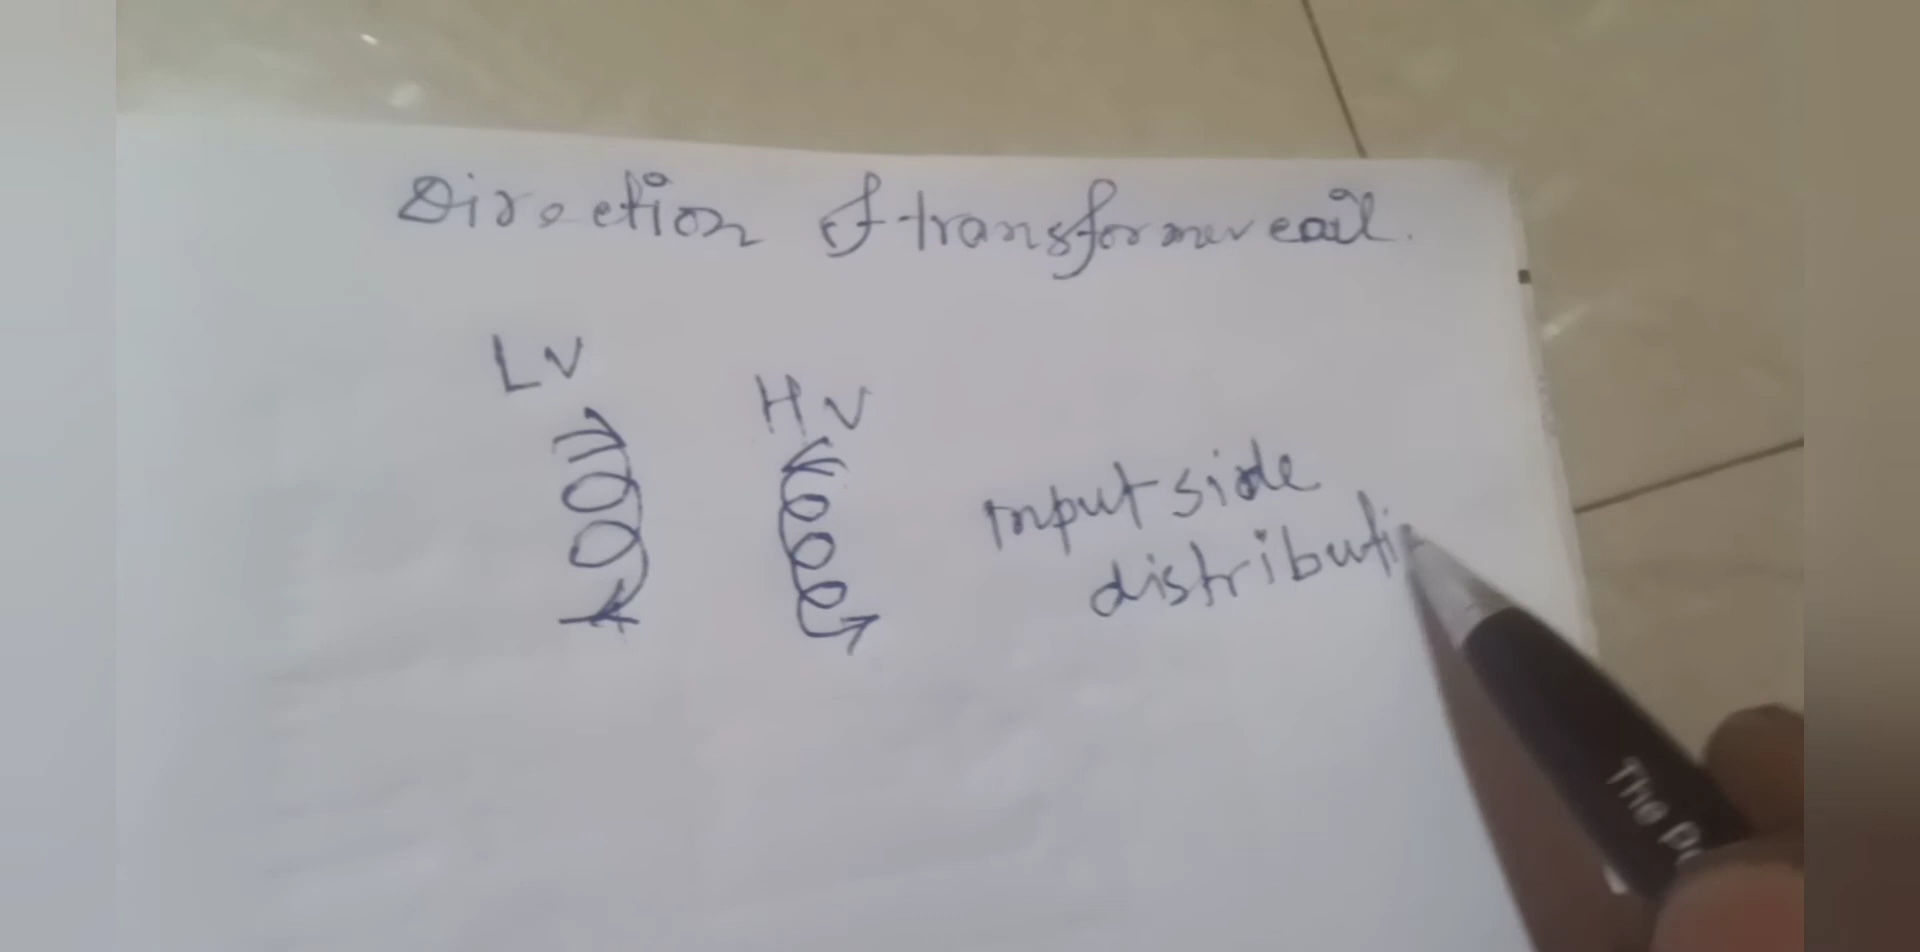 Direction of transformer coil.
LV
HV
Input side
distributi
The